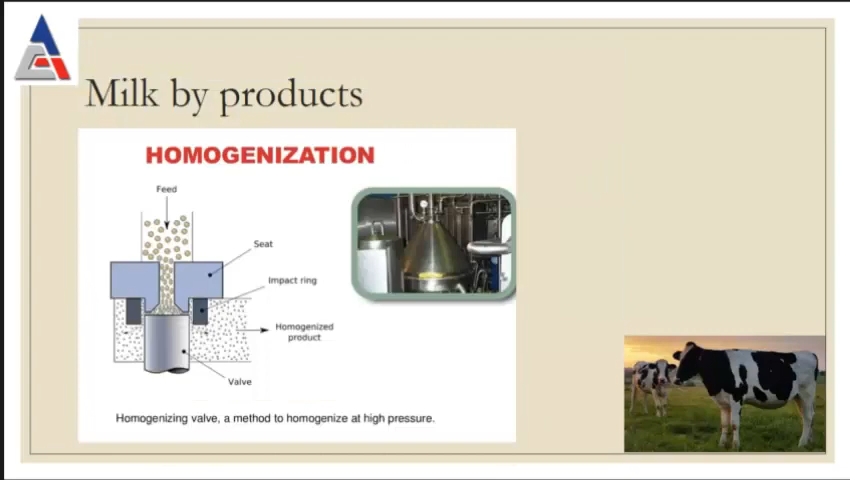 Milk by products
HOMOGENIZATION
Feed
Seat
Impact ring
Homogenized
product
Valve
Homogenizing valve, a method to homogenize at high pressure.